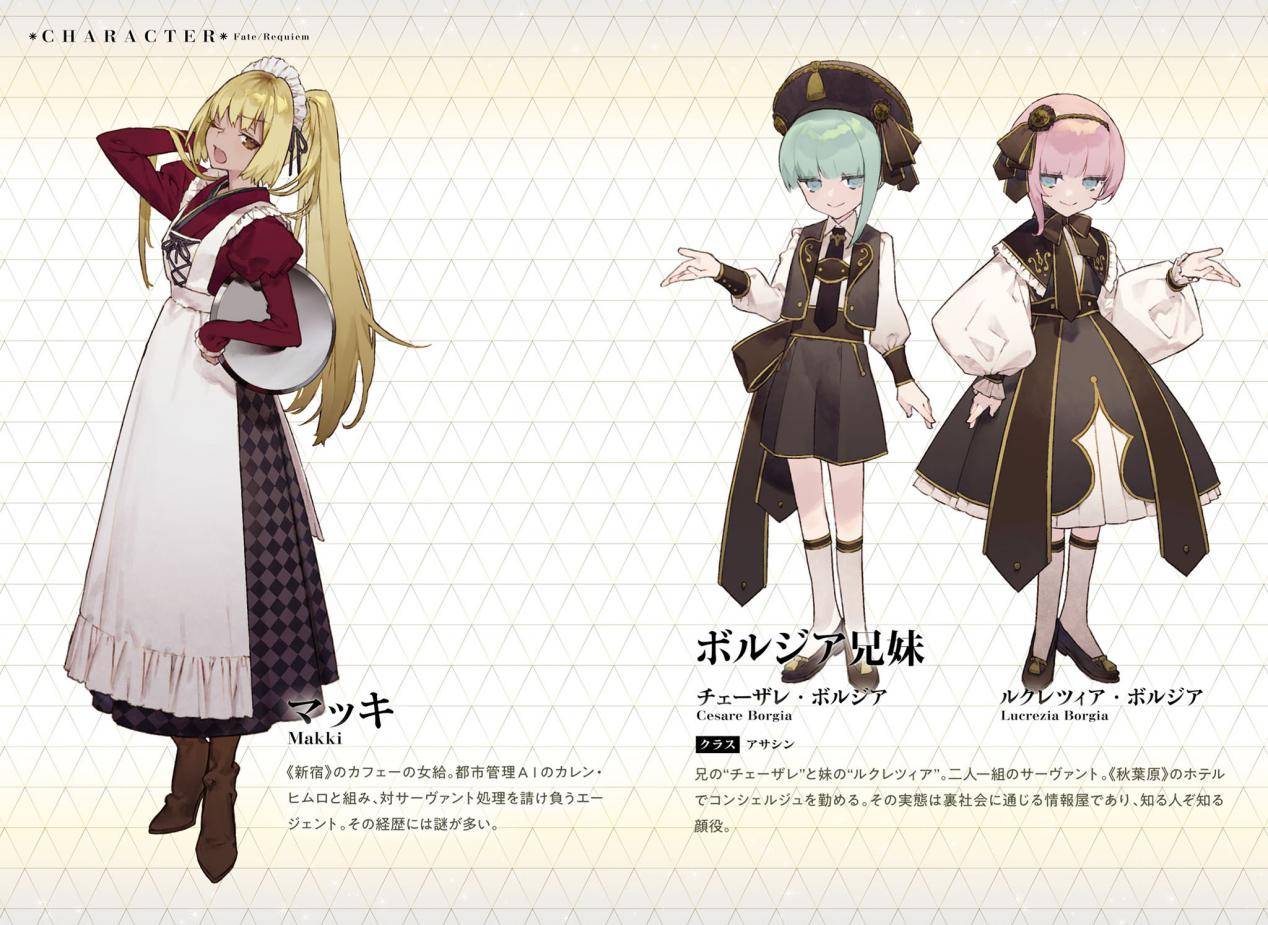 *CHARACTER* Fate/Requiem
マッキ
Makki
《新宿》のカフェーの女給。都市管理AIのカレン・
ヒムロと組み、対サーヴァント処理を請け負うエー
ジェント。その経歴には謎が多い。
ボルジア兄妹
チェーザレ・ボルジア
Cesare Borgia
ルクレツィア・ボルジア
Lucrezia Borgia
クラス アサシン
兄の“チェーザレ”と妹の“ルクレツィア”。二人一組のサーヴァント。《秋葉原》のホテル
でコンシェルジュを勤める。その実態は裏社会に通じる情報屋であり、知る人ぞ知る
顔役。